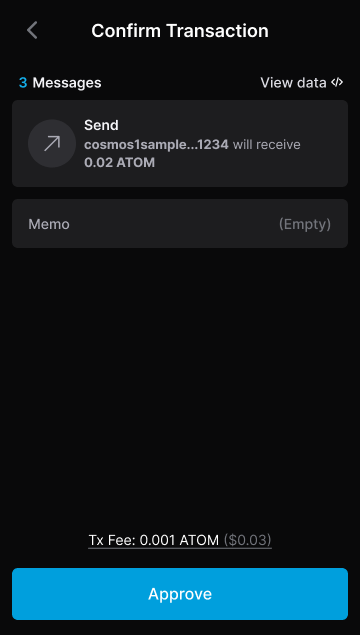 Confirm Transaction
3 Messages View data </>
Send
cosmos1sample...1234 will receive
0.02 ATOM
Memo (Empty)
Tx Fee: 0.001 ATOM ($0.03)
Approve